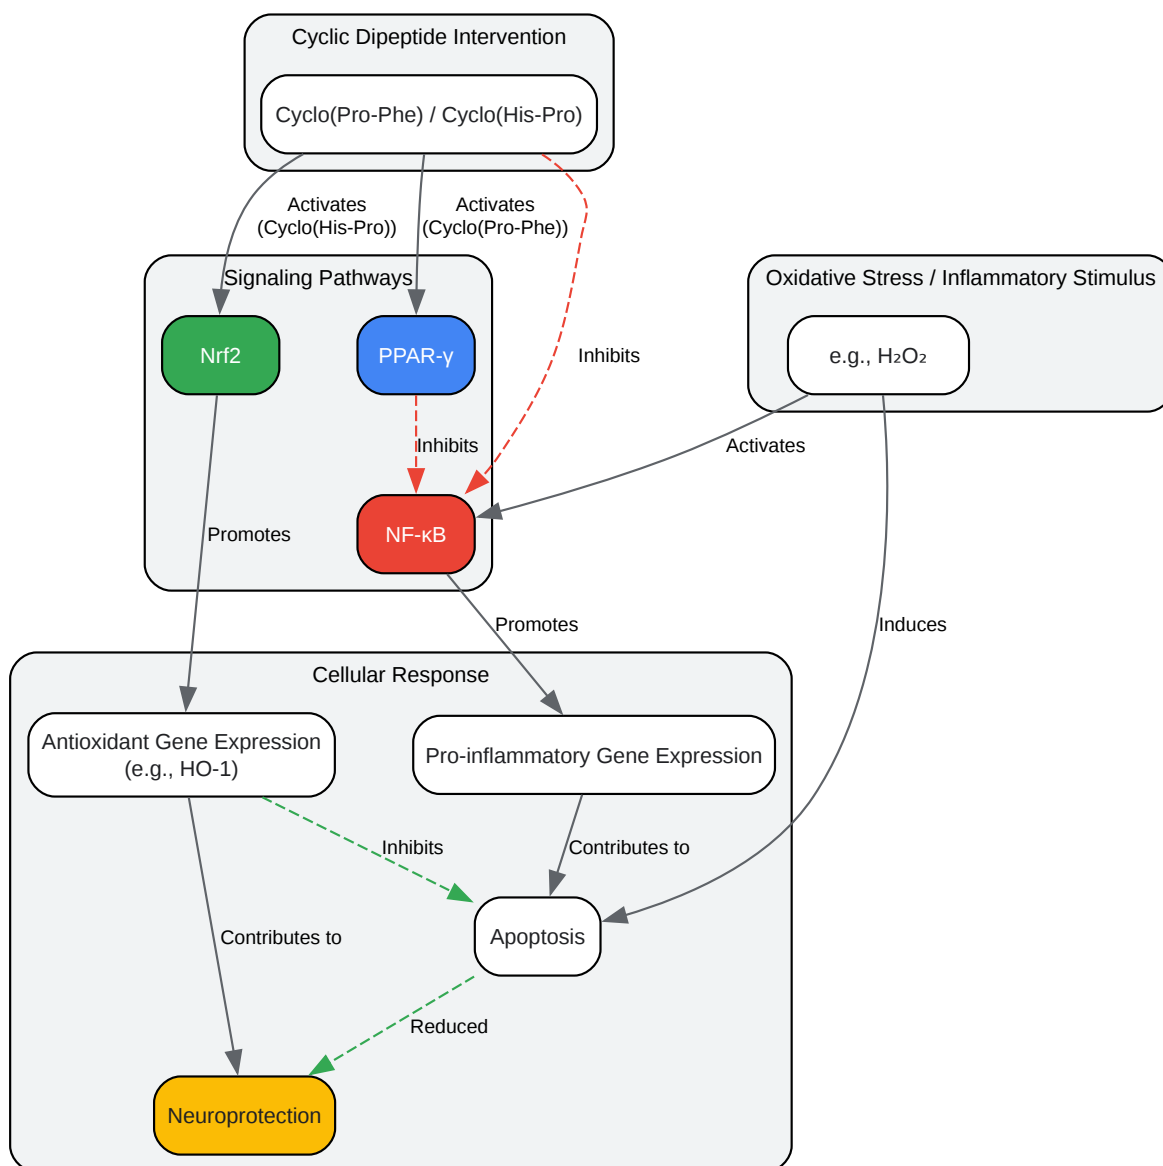 Cyclic Dipeptide Intervention
Cyclo(Pro-Phe) / Cyclo(His-Pro)
Activates
(Cyclo(His-Pro))
Activates
(Cyclo(Pro-Phe))
Signaling Pathways
Oxidative Stress / Inflammatory Stimulus
Nrf2
PPAR-γ
Inhibits
e.g., H₂O₂
Inhibits
Activates
Promotes
NF-κB
Promotes
Induces
Cellular Response
Antioxidant Gene Expression
(e.g., HO-1)
Pro-inflammatory Gene Expression
Inhibits
Contributes to
Contributes to
Apoptosis
Reduced
Neuroprotection